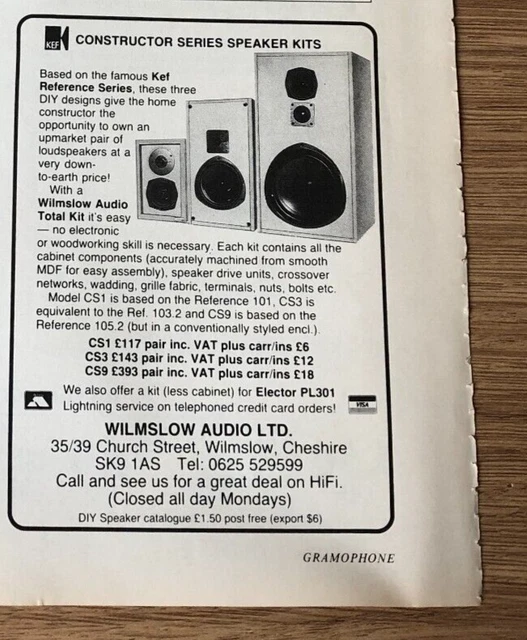 KEF CONSTRUCTOR SERIES SPEAKER KITS
Based on the famous Kef
Reference Series, these three
DIY designs give the home
constructor the
opportunity to own an
upmarket pair of
loudspeakers at a
very down-
to-earth price!
With a
Wilmslow Audio
Total Kit it's easy
— no electronic
or woodworking skill is necessary. Each kit contains all the
cabinet components (accurately machined from smooth
MDF for easy assembly), speaker drive units, crossover
networks, wadding, grille fabric, terminals, nuts, bolts etc.
Model CS1 is based on the Reference 101, CS3 is
equivalent to the Ref. 103.2 and CS9 is based on the
Reference 105.2 (but in a conventionally styled encl.).
CS1 £117 pair inc. VAT plus carr/ins £6
CS3 £143 pair inc. VAT plus carr/ins £12
CS9 £393 pair inc. VAT plus carr/ins £18
We also offer a kit (less cabinet) for Elector PL301
Lightning service on telephoned credit card orders!
VISA
WILMSLOW AUDIO LTD.
35/39 Church Street, Wilmslow, Cheshire
SK9 1AS Tel: 0625 529599
Call and see us for a great deal on HiFi.
(Closed all day Mondays)
DIY Speaker catalogue £1.50 post free (export $6)
GRAMOPHONE